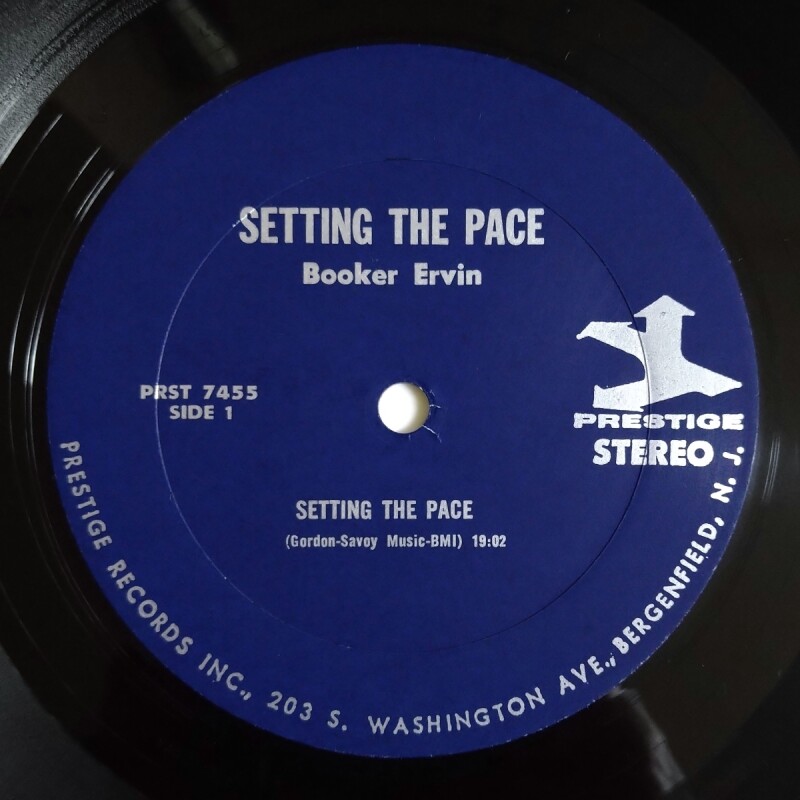 SETTING THE PACE
Booker Ervin
PRST 7455
SIDE 1
PRESTIGE
STEREO
SETTING THE PACE
(Gordon-Savoy Music-BMI) 19:02
PRESTIGE RECORDS INC., 203 S. WASHINGTON AVE., BERGENFIELD, N. J.